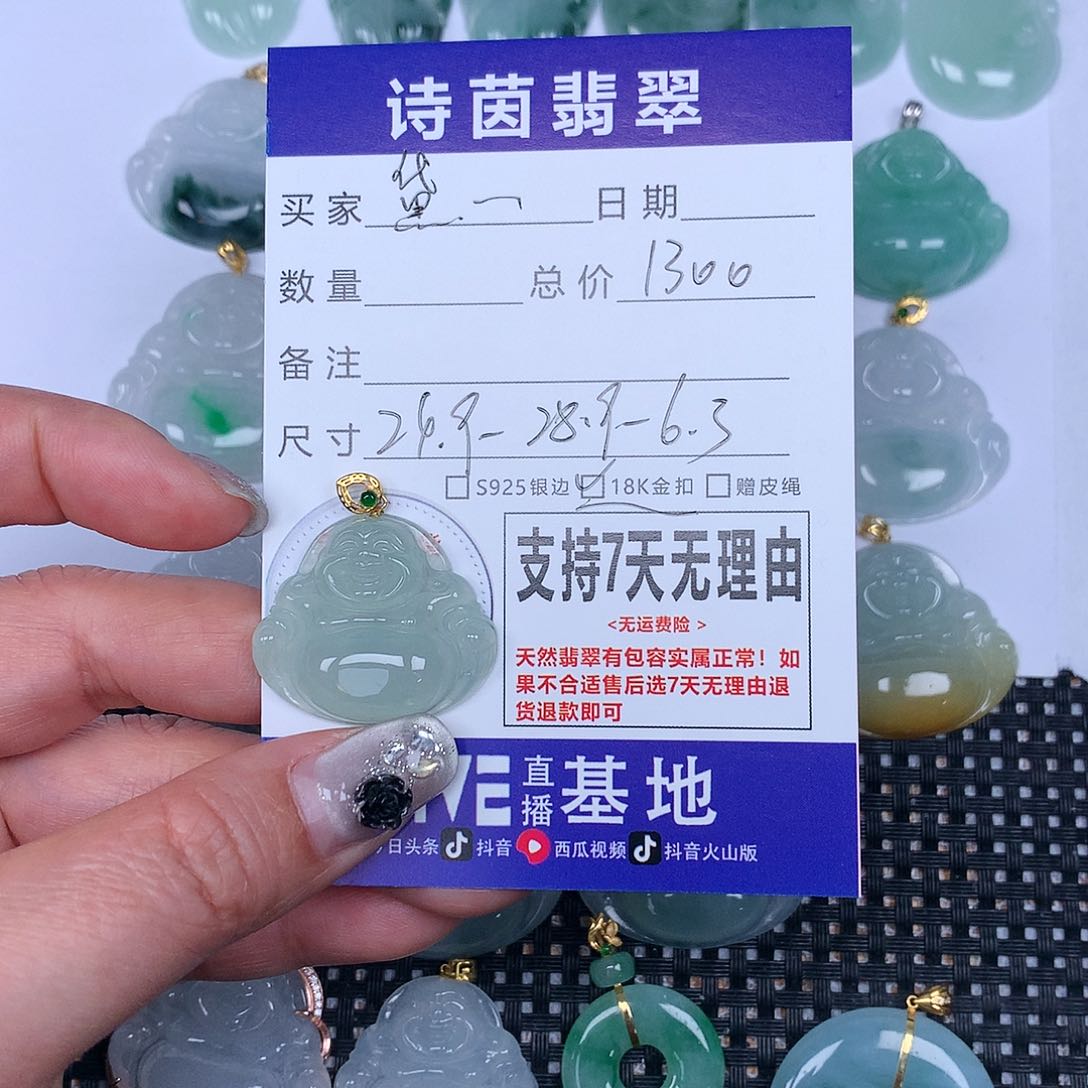 诗茵翡翠
买家 黛一 日期
数量 总价 1300
备注
尺寸 26.9-28.9-6.3
□S925银边 ☑18K金扣 □赠皮绳
支持7天无理由
<无运费险>
天然翡翠有包容实属正常！如
果不合适售后选7天无理由退
货退款即可
直播基地
日头条 抖音 西瓜视频 抖音火山版